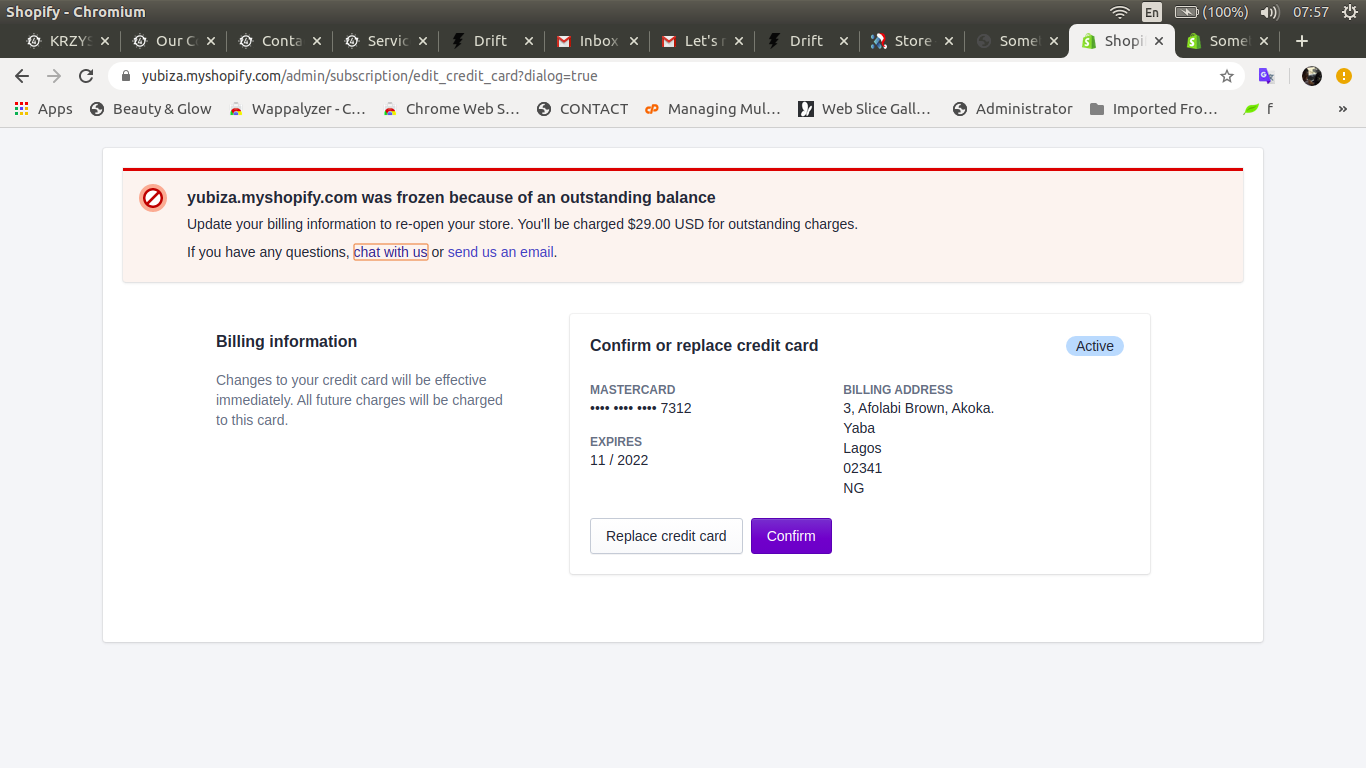 Shopify - Chromium
En (100%) 07:57
KRZYS Our Co Conta Servic Drift Inbox Let's r Drift Store Somet Shopi Somet
yubiza.myshopify.com/admin/subscription/edit_credit_card?dialog=true
Apps Beauty & Glow Wappalyzer - C... Chrome Web S... CONTACT Managing Mul... Web Slice Gall... Administrator Imported Fro... f »
yubiza.myshopify.com was frozen because of an outstanding balance
Update your billing information to re-open your store. You'll be charged $29.00 USD for outstanding charges.
If you have any questions, chat with us or send us an email.
Billing information
Changes to your credit card will be effective
immediately. All future charges will be charged
to this card.
Confirm or replace credit card
Active
MASTERCARD
•••• •••• •••• 7312
EXPIRES
11 / 2022
BILLING ADDRESS
3, Afolabi Brown, Akoka.
Yaba
Lagos
02341
NG
Replace credit card
Confirm